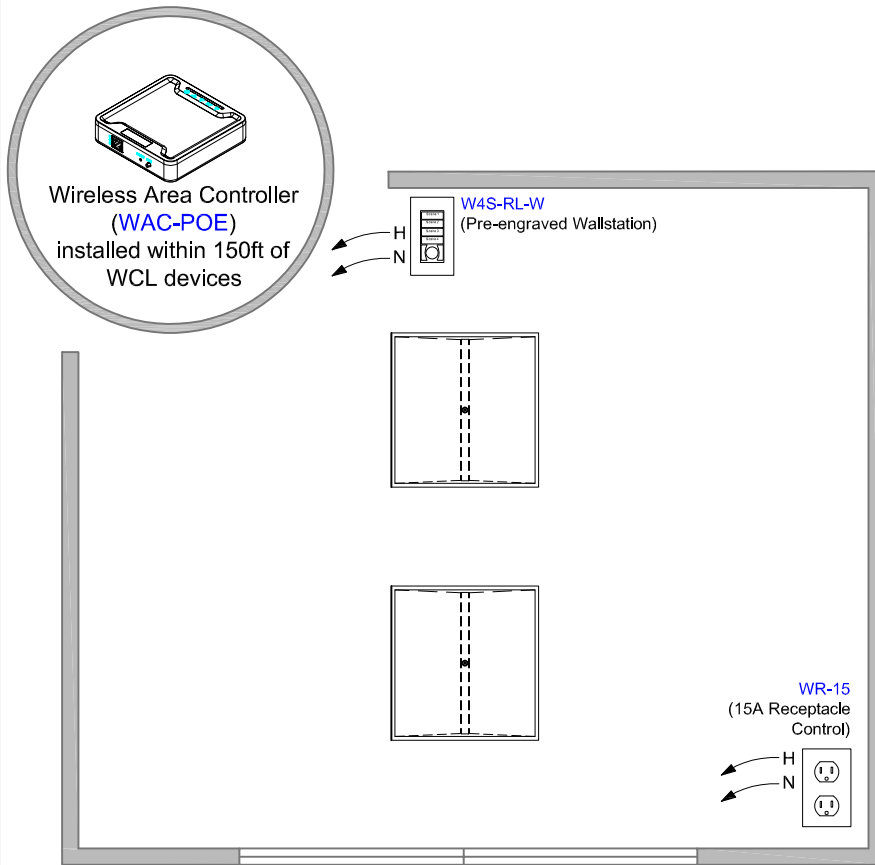 Wireless Area Controller
(WAC-POE)
installed within 150ft of
WCL devices
W4S-RL-W
(Pre-engraved Wallstation)
H
N
WR-15
(15A Receptacle
Control)
H
N